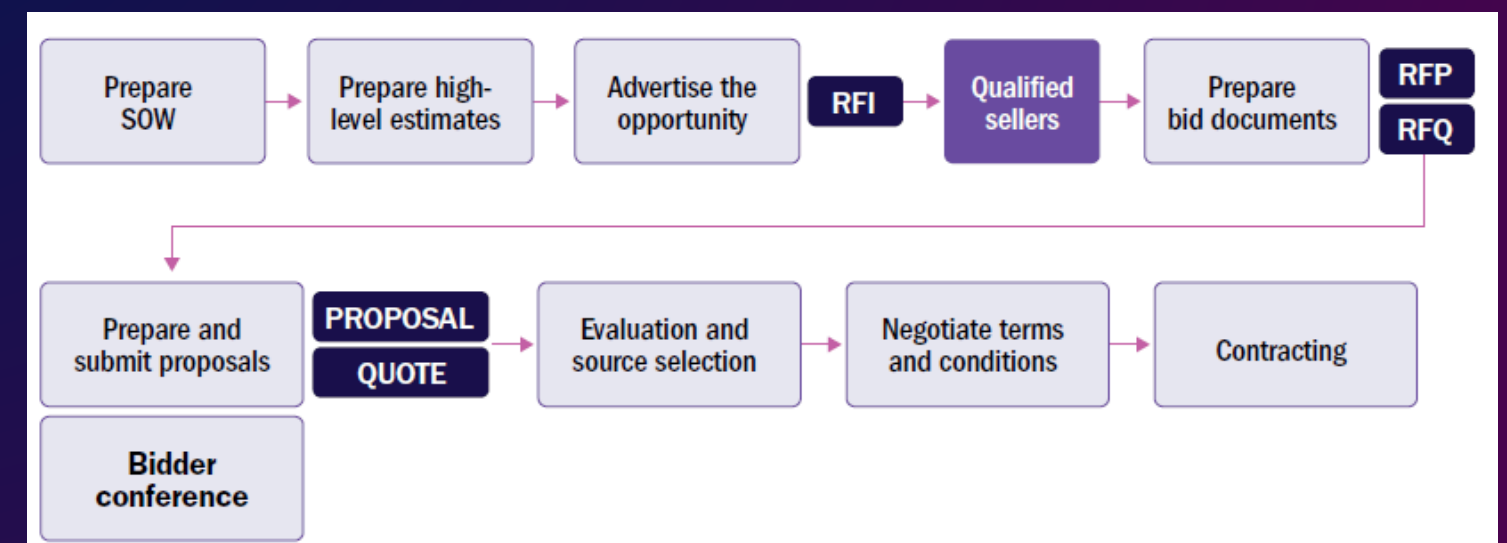 Prepare
SOW
Prepare high-
level estimates
Advertise the
opportunity
RFI
Qualified
sellers
Prepare
bid documents
RFP
RFQ
Prepare and
submit proposals
PROPOSAL
QUOTE
Evaluation and
source selection
Negotiate terms
and conditions
Contracting
Bidder
conference